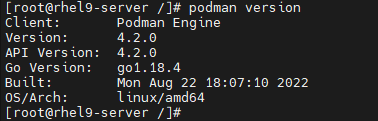 [root@rhel9-server /]# podman version
Client:       Podman Engine
Version:      4.2.0
API Version:  4.2.0
Go Version:   go1.18.4
Built:        Mon Aug 22 18:07:10 2022
OS/Arch:      linux/amd64
[root@rhel9-server /]#